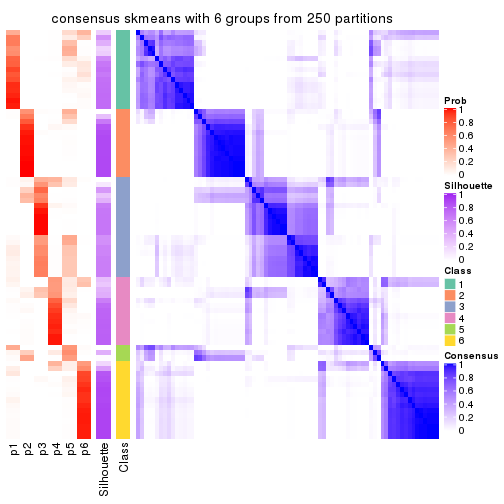 consensus skmeans with 6 groups from 250 partitions
Prob
1
0.8
0.6
0.4
0.2
0
Silhouette
1
0.8
0.6
0.4
0.2
0
Class
1
2
3
4
5
6
Consensus
1
0.8
0.6
0.4
0.2
0
p1
p2
p3
p4
p5
p6
Silhouette
Class